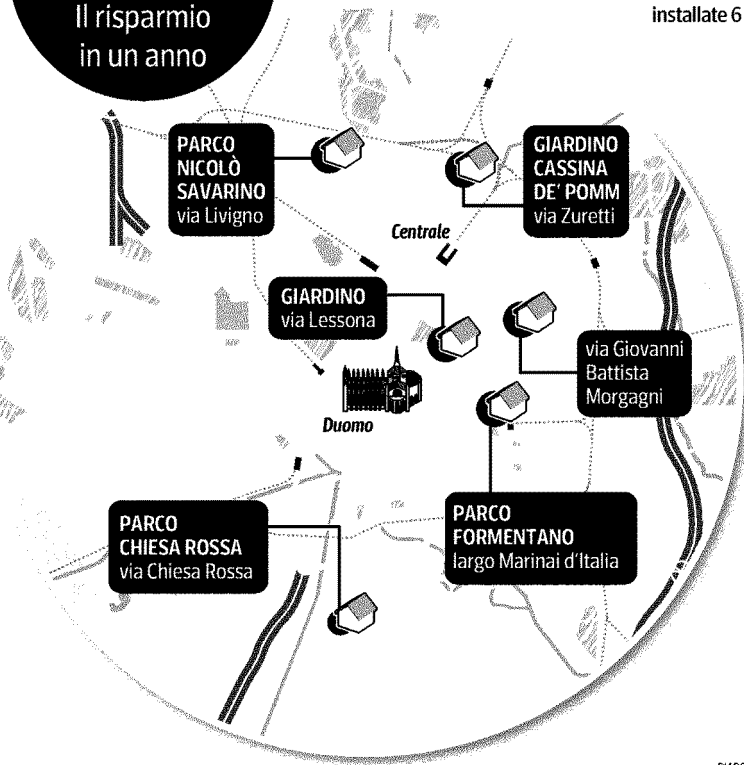 Il risparmio
in un anno
installate 6
PARCO
NICOLÒ
SAVARINO
via Livigno
GIARDINO
CASSINA
DE' POMM
via Zuretti
Centrale
GIARDINO
via Lessona
via Giovanni
Battista
Morgagni
Duomo
PARCO
CHIESA ROSSA
via Chiesa Rossa
PARCO
FORMENTANO
largo Marinai d'Italia